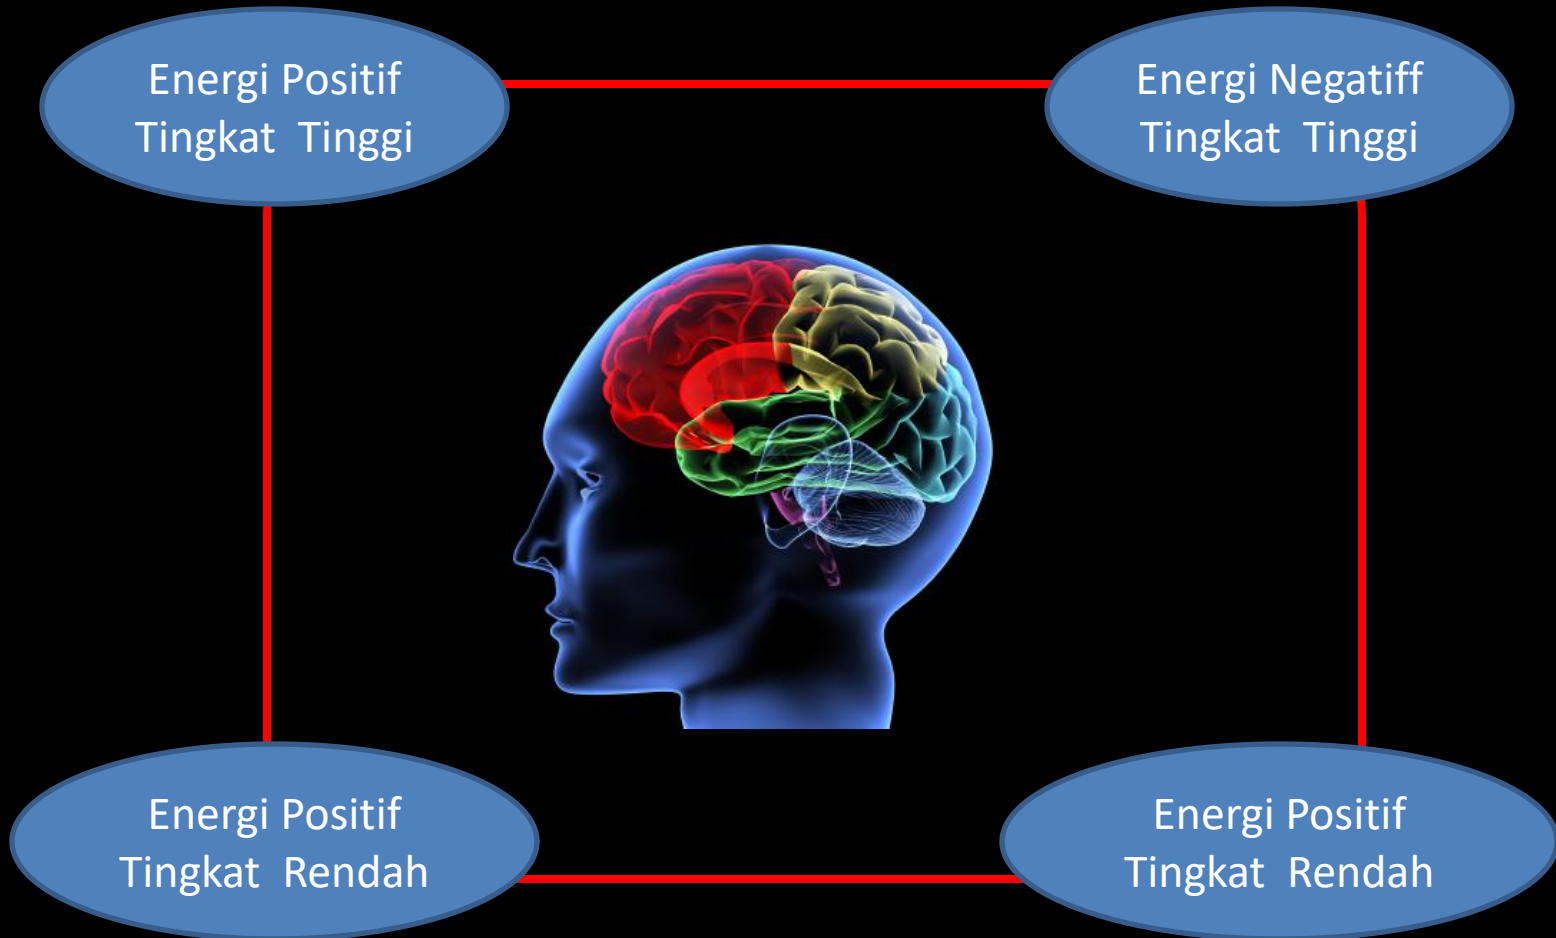 Energi Positif
Tingkat  Tinggi
Energi Negatiff
Tingkat  Tinggi
Energi Positif
Tingkat  Rendah
Energi Positif
Tingkat  Rendah